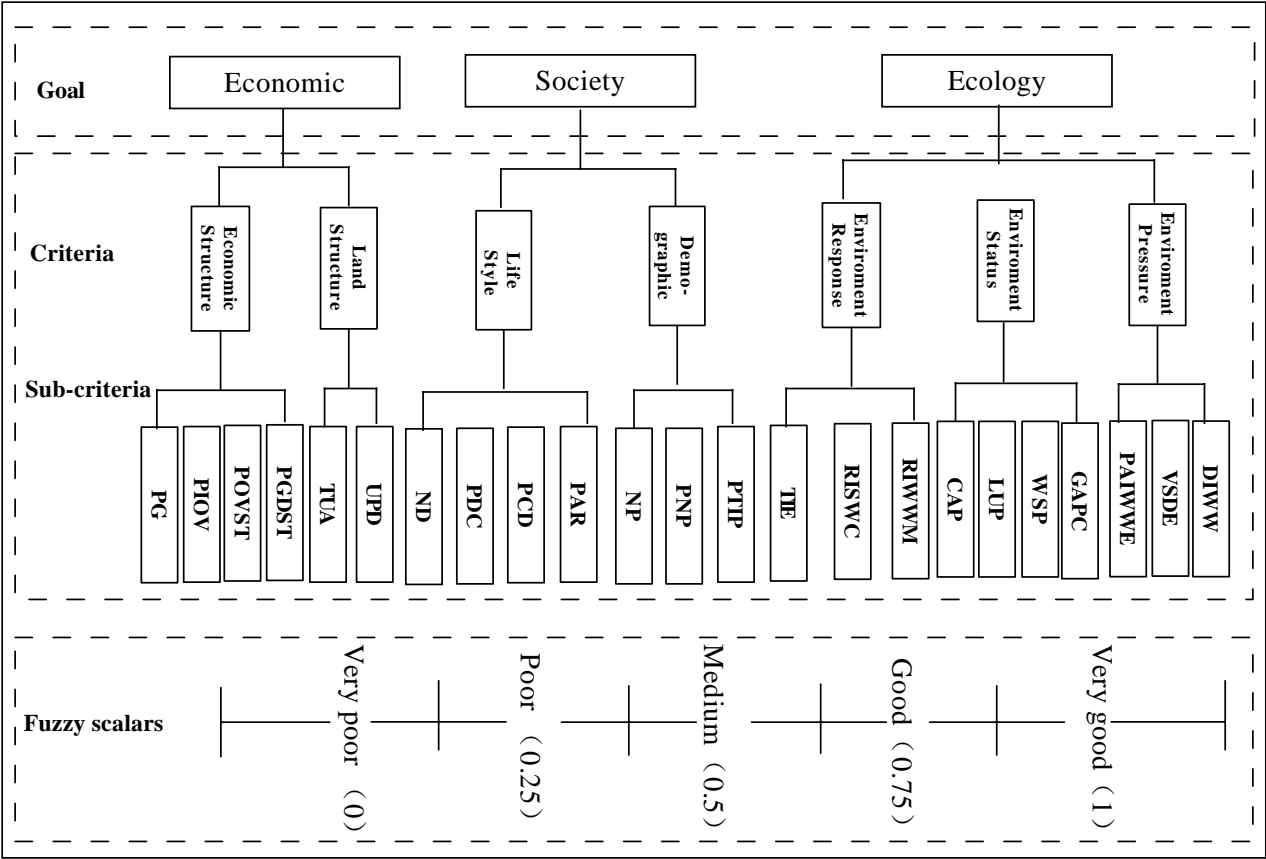 Goal
Economic
Society
Ecology
Criteria
Economic
Structure
Land
Structure
Life
Style
Demo-
graphic
Enviroment
Response
Enviroment
Status
Enviroment
Pressure
Sub-criteria
PG
PIOV
POVST
PGDST
TUA
UPD
ND
PDC
PCD
PAR
NP
PNP
PTIP
TIE
RISWC
RIWWM
CAP
LUP
WSP
GAPC
PAIWWE
VSDE
DIWW
Fuzzy scalars
Very poor（0）
Poor（0.25）
Medium（0.5）
Good（0.75）
Very good（1）